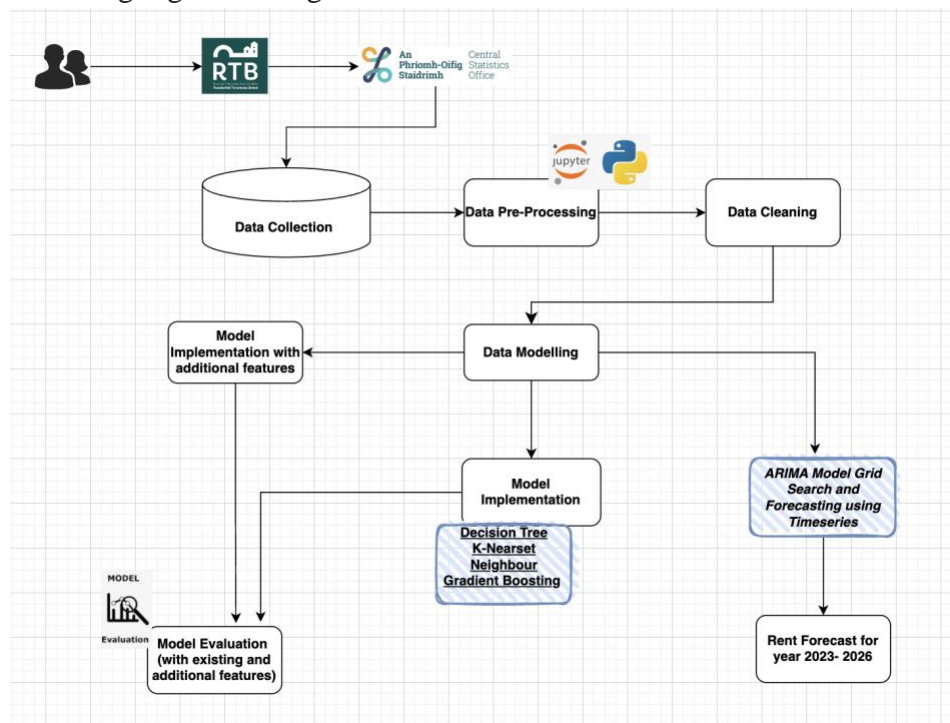 RTB
An
Phríomh-Oifig
Staidrimh
Central
Statistics
Office
Data Collection
jupyter
Data Pre-Processing
Data Cleaning
Model
Implementation with
additional features
Data Modelling
Model
Implementation
Decision Tree
K-Nearset
Neighbour
Gradient Boosting
ARIMA Model Grid
Search and
Forecasting using
Timeseries
MODEL
Evaluation
Model Evaluation
(with existing and
additional features)
Rent Forecast for
year 2023- 2026